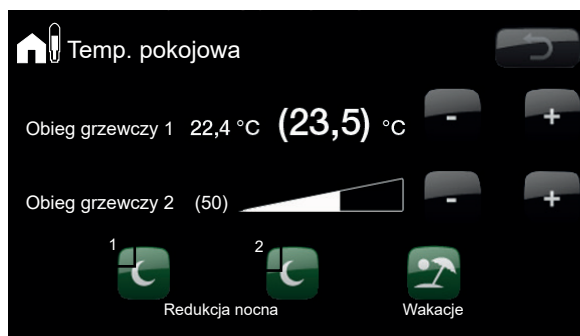 Temp. pokojowa
Obieg grzewczy 1 22,4 °C (23,5) °C - +
Obieg grzewczy 2 (50) - +
1 2
Redukcja nocna Wakacje